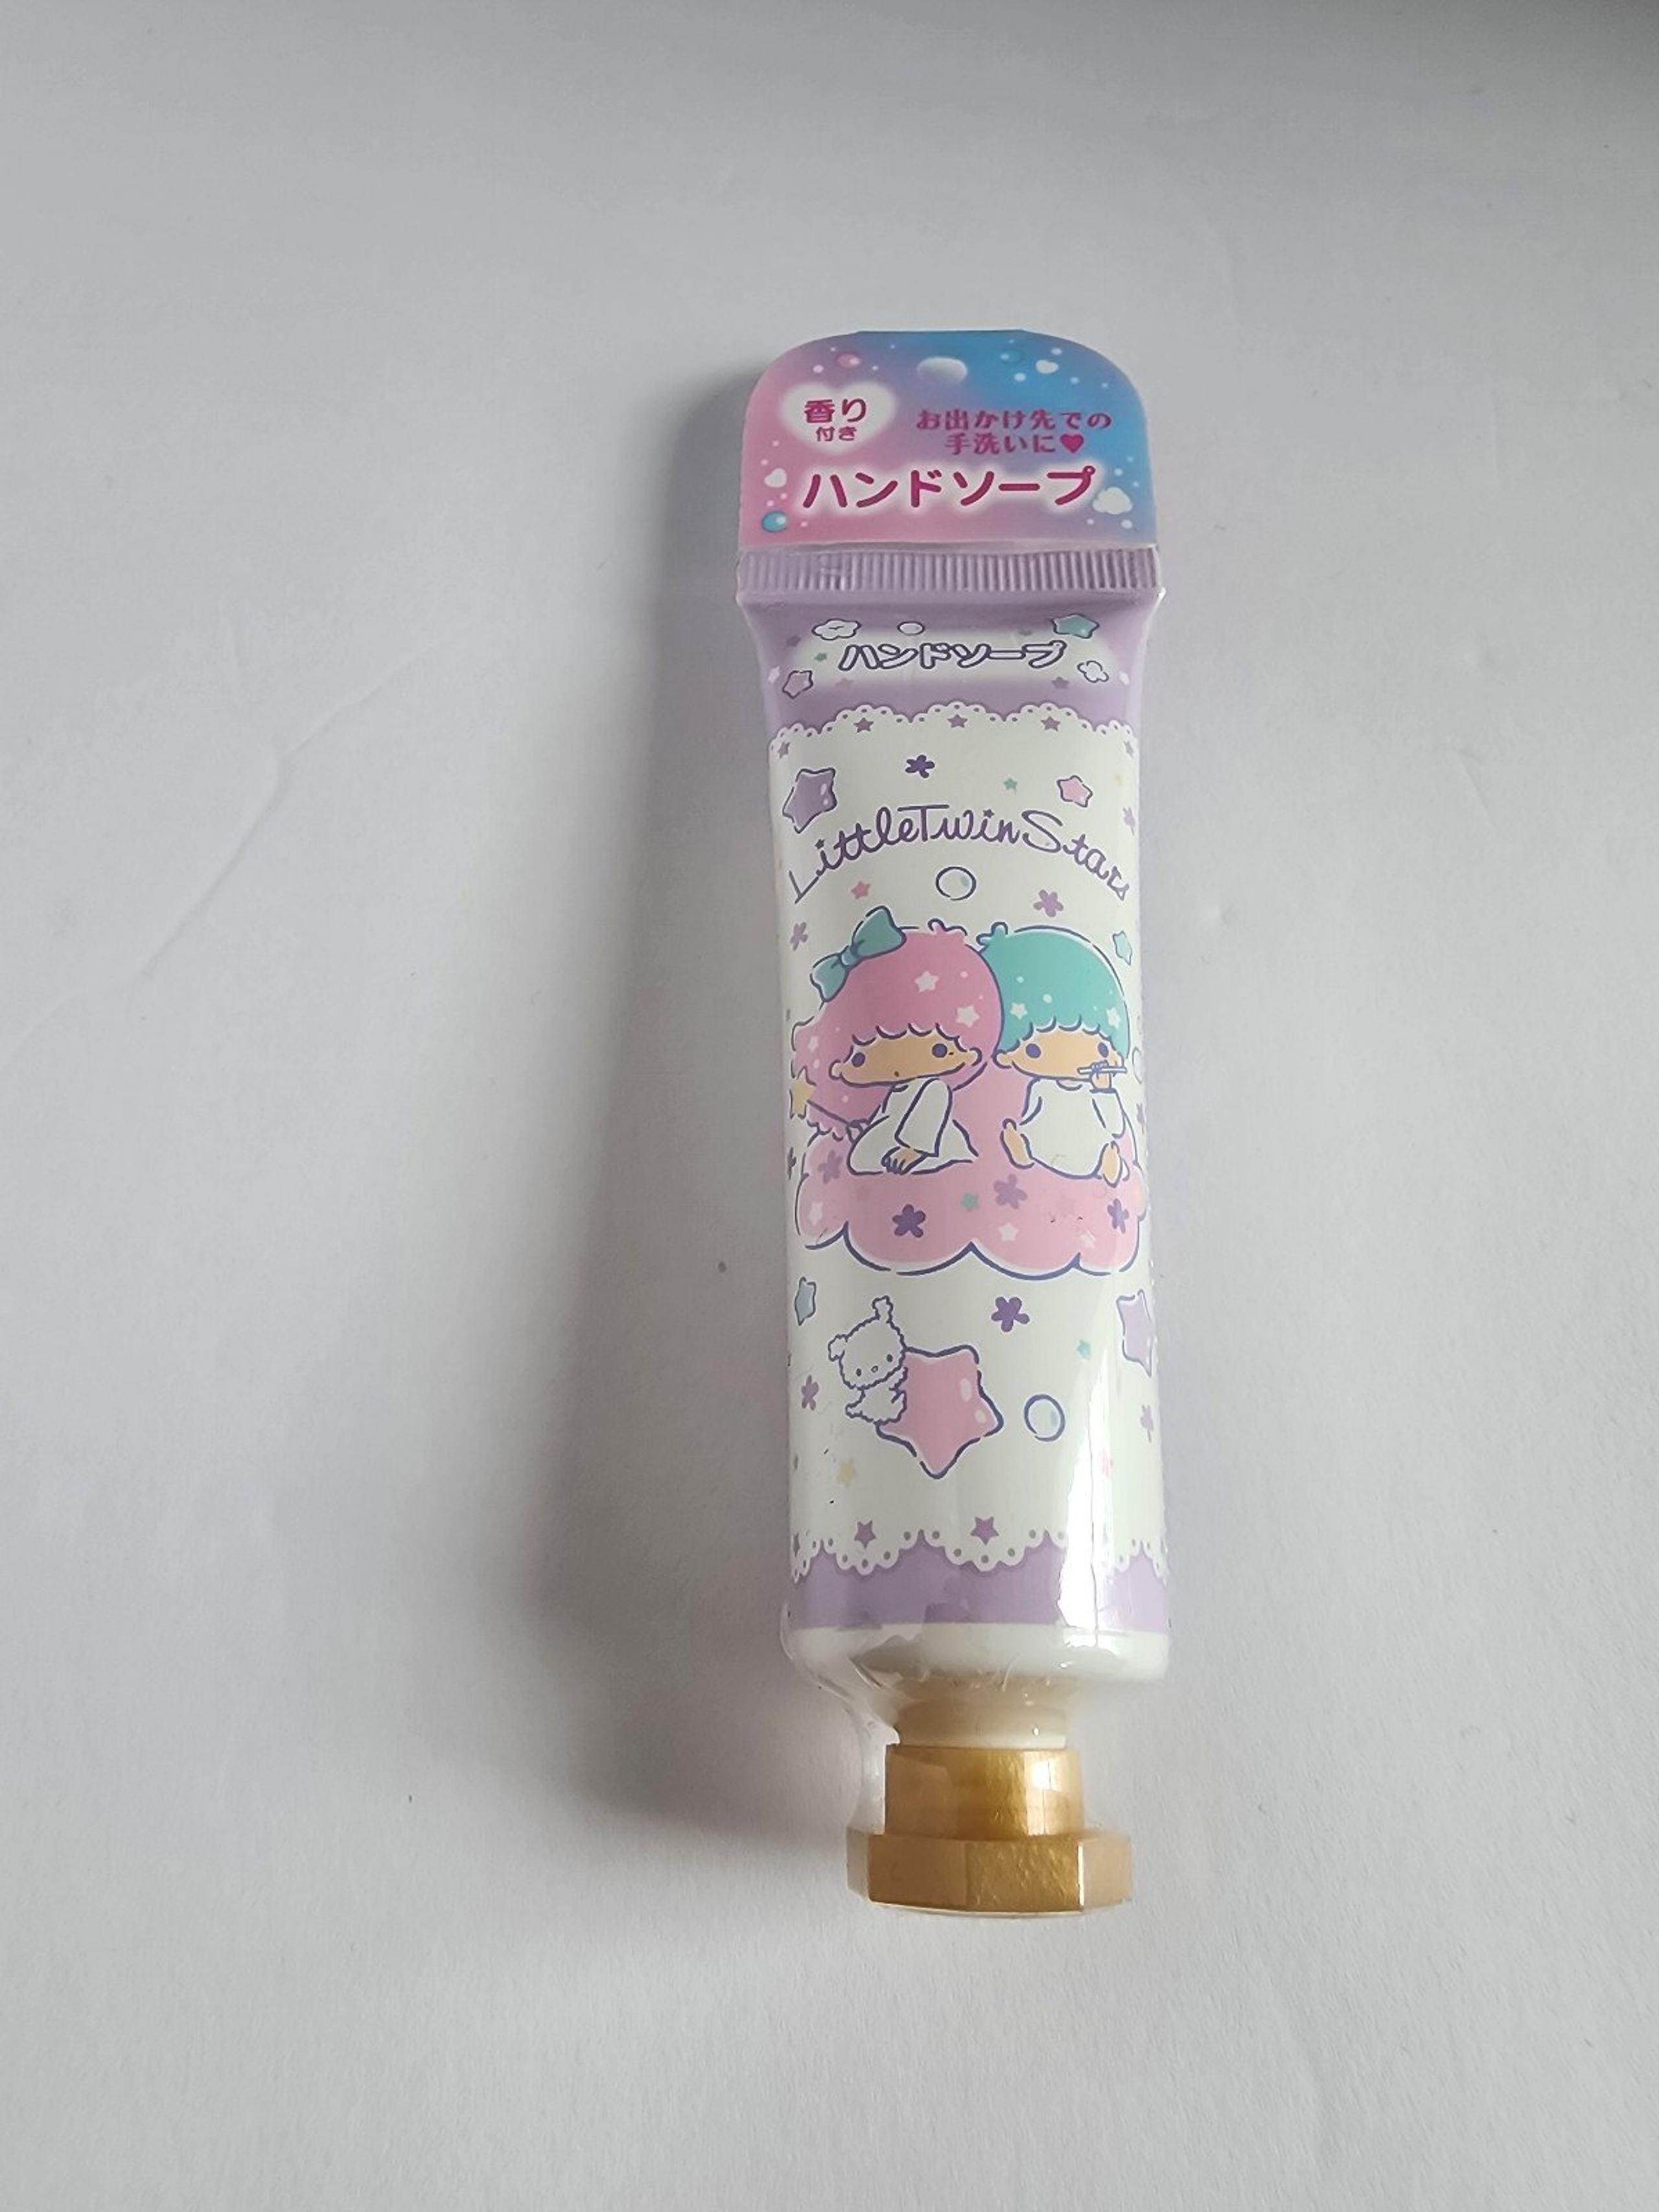 香り
付き
お出かけ先での
手洗いに♥
ハンドソープ
ハンドソープ
LittleTwinStars